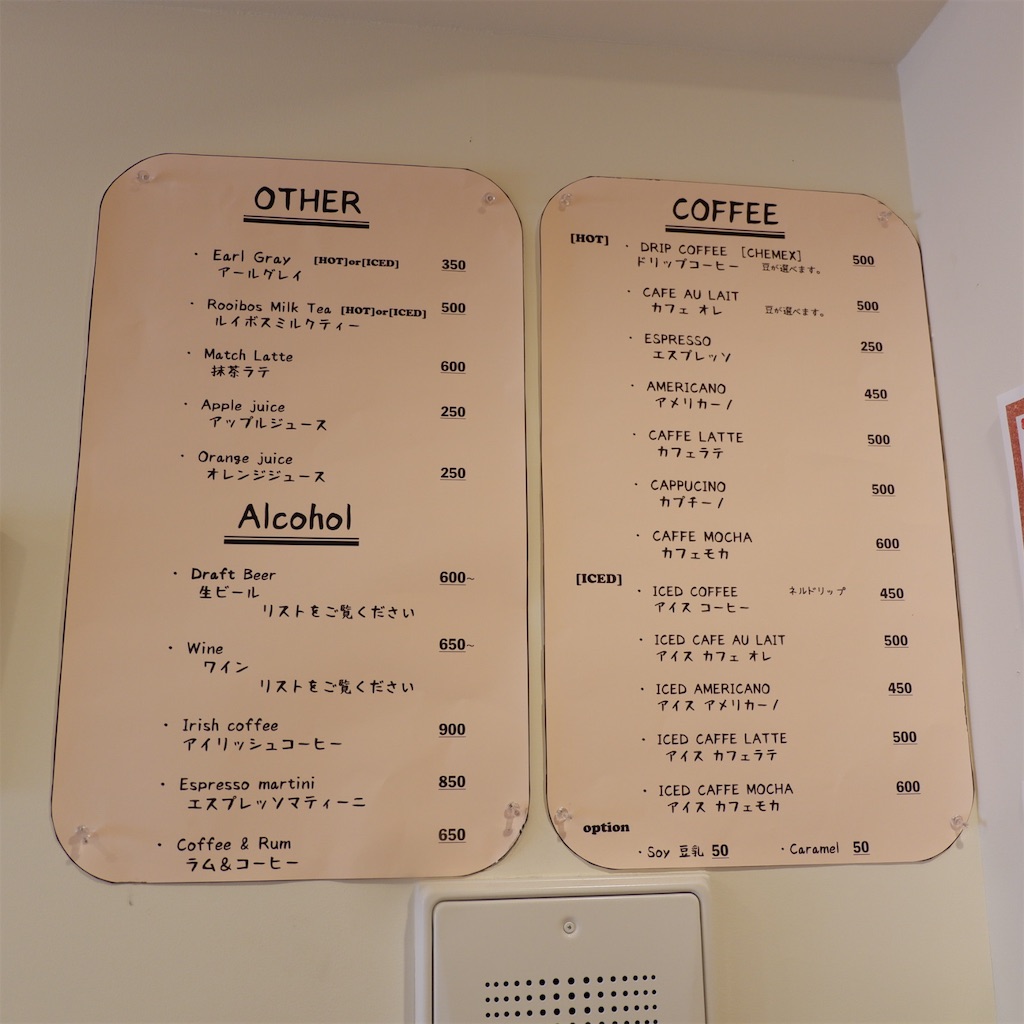 OTHER
・ Earl Gray [HOT]or[ICED] 350
アールグレイ
・ Rooibos Milk Tea [HOT]or[ICED] 500
ルイボスミルクティー
・ Match Latte
抹茶ラテ 600
・ Apple juice 250
アップルジュース
・ Orange juice
オレンジジュース 250
Alcohol
・ Draft Beer 600~
生ビール
リストをご覧ください
・ Wine 650~
ワイン
リストをご覧ください
・ Irish coffee 900
アイリッシュコーヒー
・ Espresso martini 850
エスプレッソマティーニ
・ Coffee & Rum 650
ラム&コーヒー
COFFEE
[HOT] ・ DRIP COFFEE [CHEMEX] 500
ドリップコーヒー 豆が選べます。
・ CAFE AU LAIT 500
カフェ オレ 豆が選べます。
・ ESPRESSO 250
エスプレッソ
・ AMERICANO 450
アメリカーノ
・ CAFFE LATTE 500
カフェラテ
・ CAPPUCINO 500
カプチーノ
・ CAFFE MOCHA 600
カフェモカ
[ICED] ・ ICED COFFEE ネルドリップ 450
アイス コーヒー
・ ICED CAFE AU LAIT 500
アイス カフェ オレ
・ ICED AMERICANO 450
アイス アメリカーノ
・ ICED CAFFE LATTE 500
アイス カフェラテ
・ ICED CAFFE MOCHA 600
アイス カフェモカ
option
・Soy 豆乳 50 ・Caramel 50